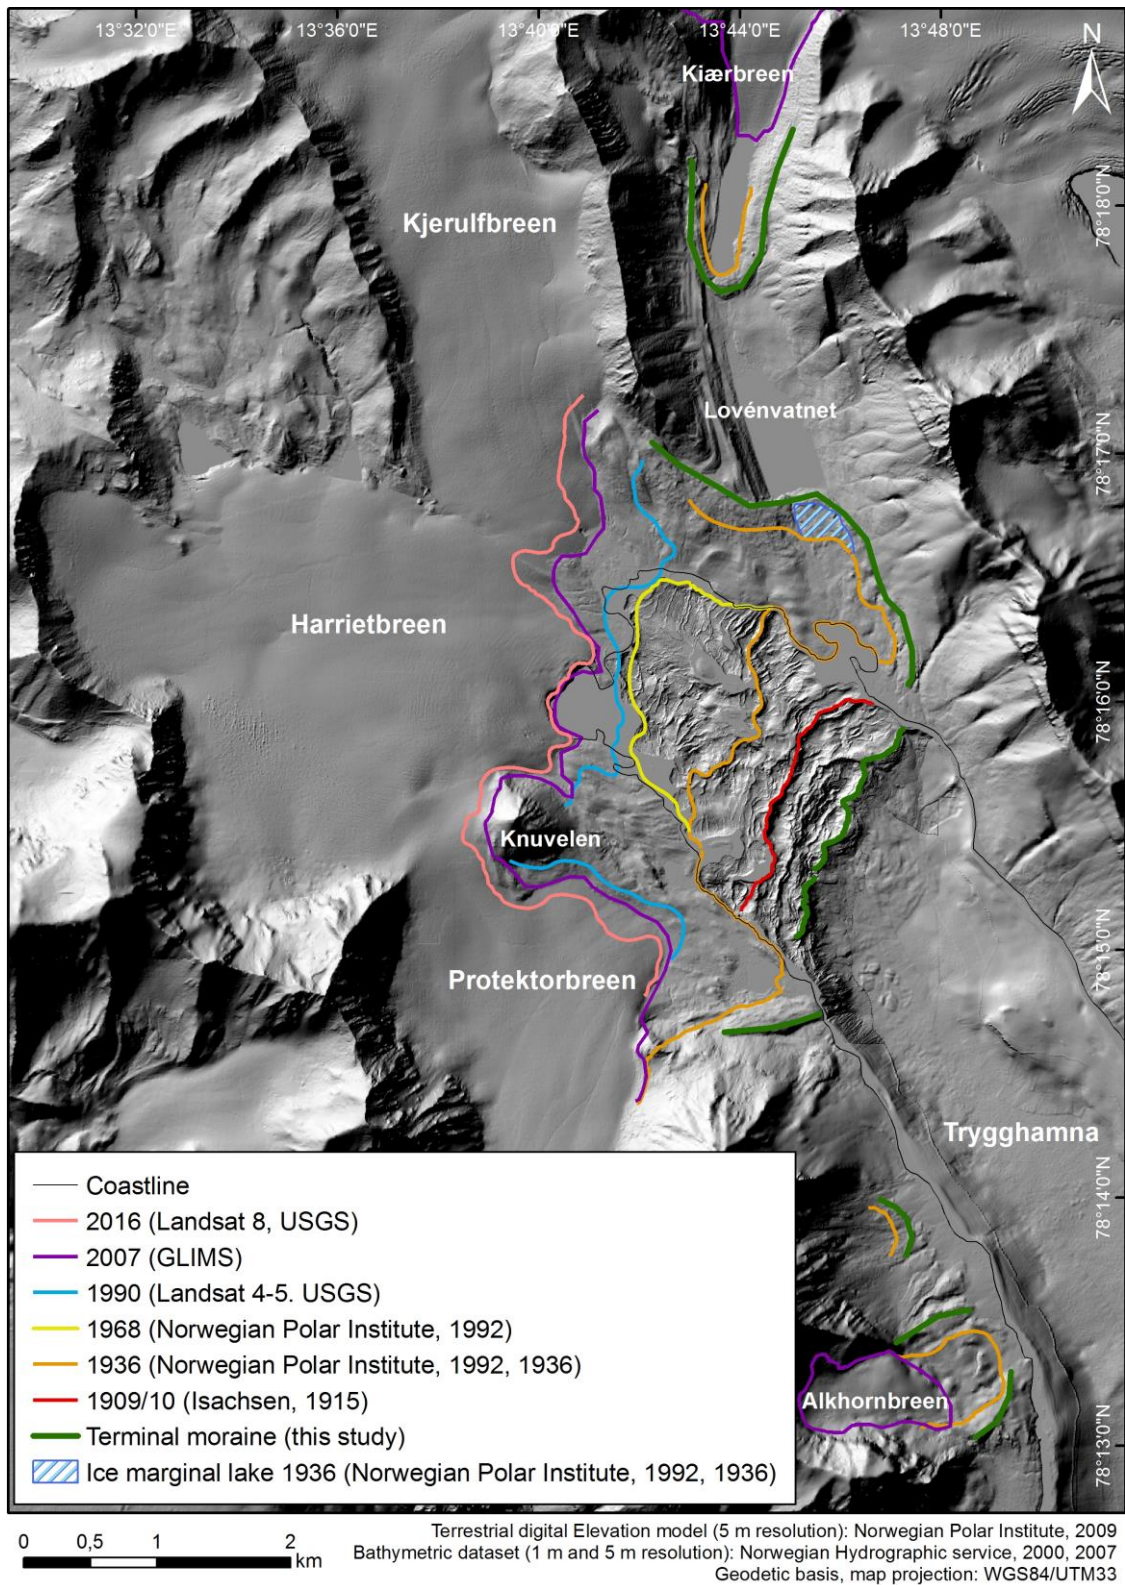 13°32'0"E 13°36'0"E 13°40'0"E 13°44'0"E 13°48'0"E
N
Kiærbreen
78°18'0"N
Kjerulfbreen
Lovénvatnet
78°17'0"N
Harrietbreen
78°16'0"N
Knuvelen
78°15'0"N
Protektorbreen
Trygghamna
78°14'0"N
Alkhornbreen
78°13'0"N
Coastline
2016 (Landsat 8, USGS)
2007 (GLIMS)
1990 (Landsat 4-5. USGS)
1968 (Norwegian Polar Institute, 1992)
1936 (Norwegian Polar Institute, 1992, 1936)
1909/10 (Isachsen, 1915)
Terminal moraine (this study)
Ice marginal lake 1936 (Norwegian Polar Institute, 1992, 1936)
0 0,5 1 2
km
Terrestrial digital Elevation model (5 m resolution): Norwegian Polar Institute, 2009
Bathymetric dataset (1 m and 5 m resolution): Norwegian Hydrographic service, 2000, 2007
Geodetic basis, map projection: WGS84/UTM33